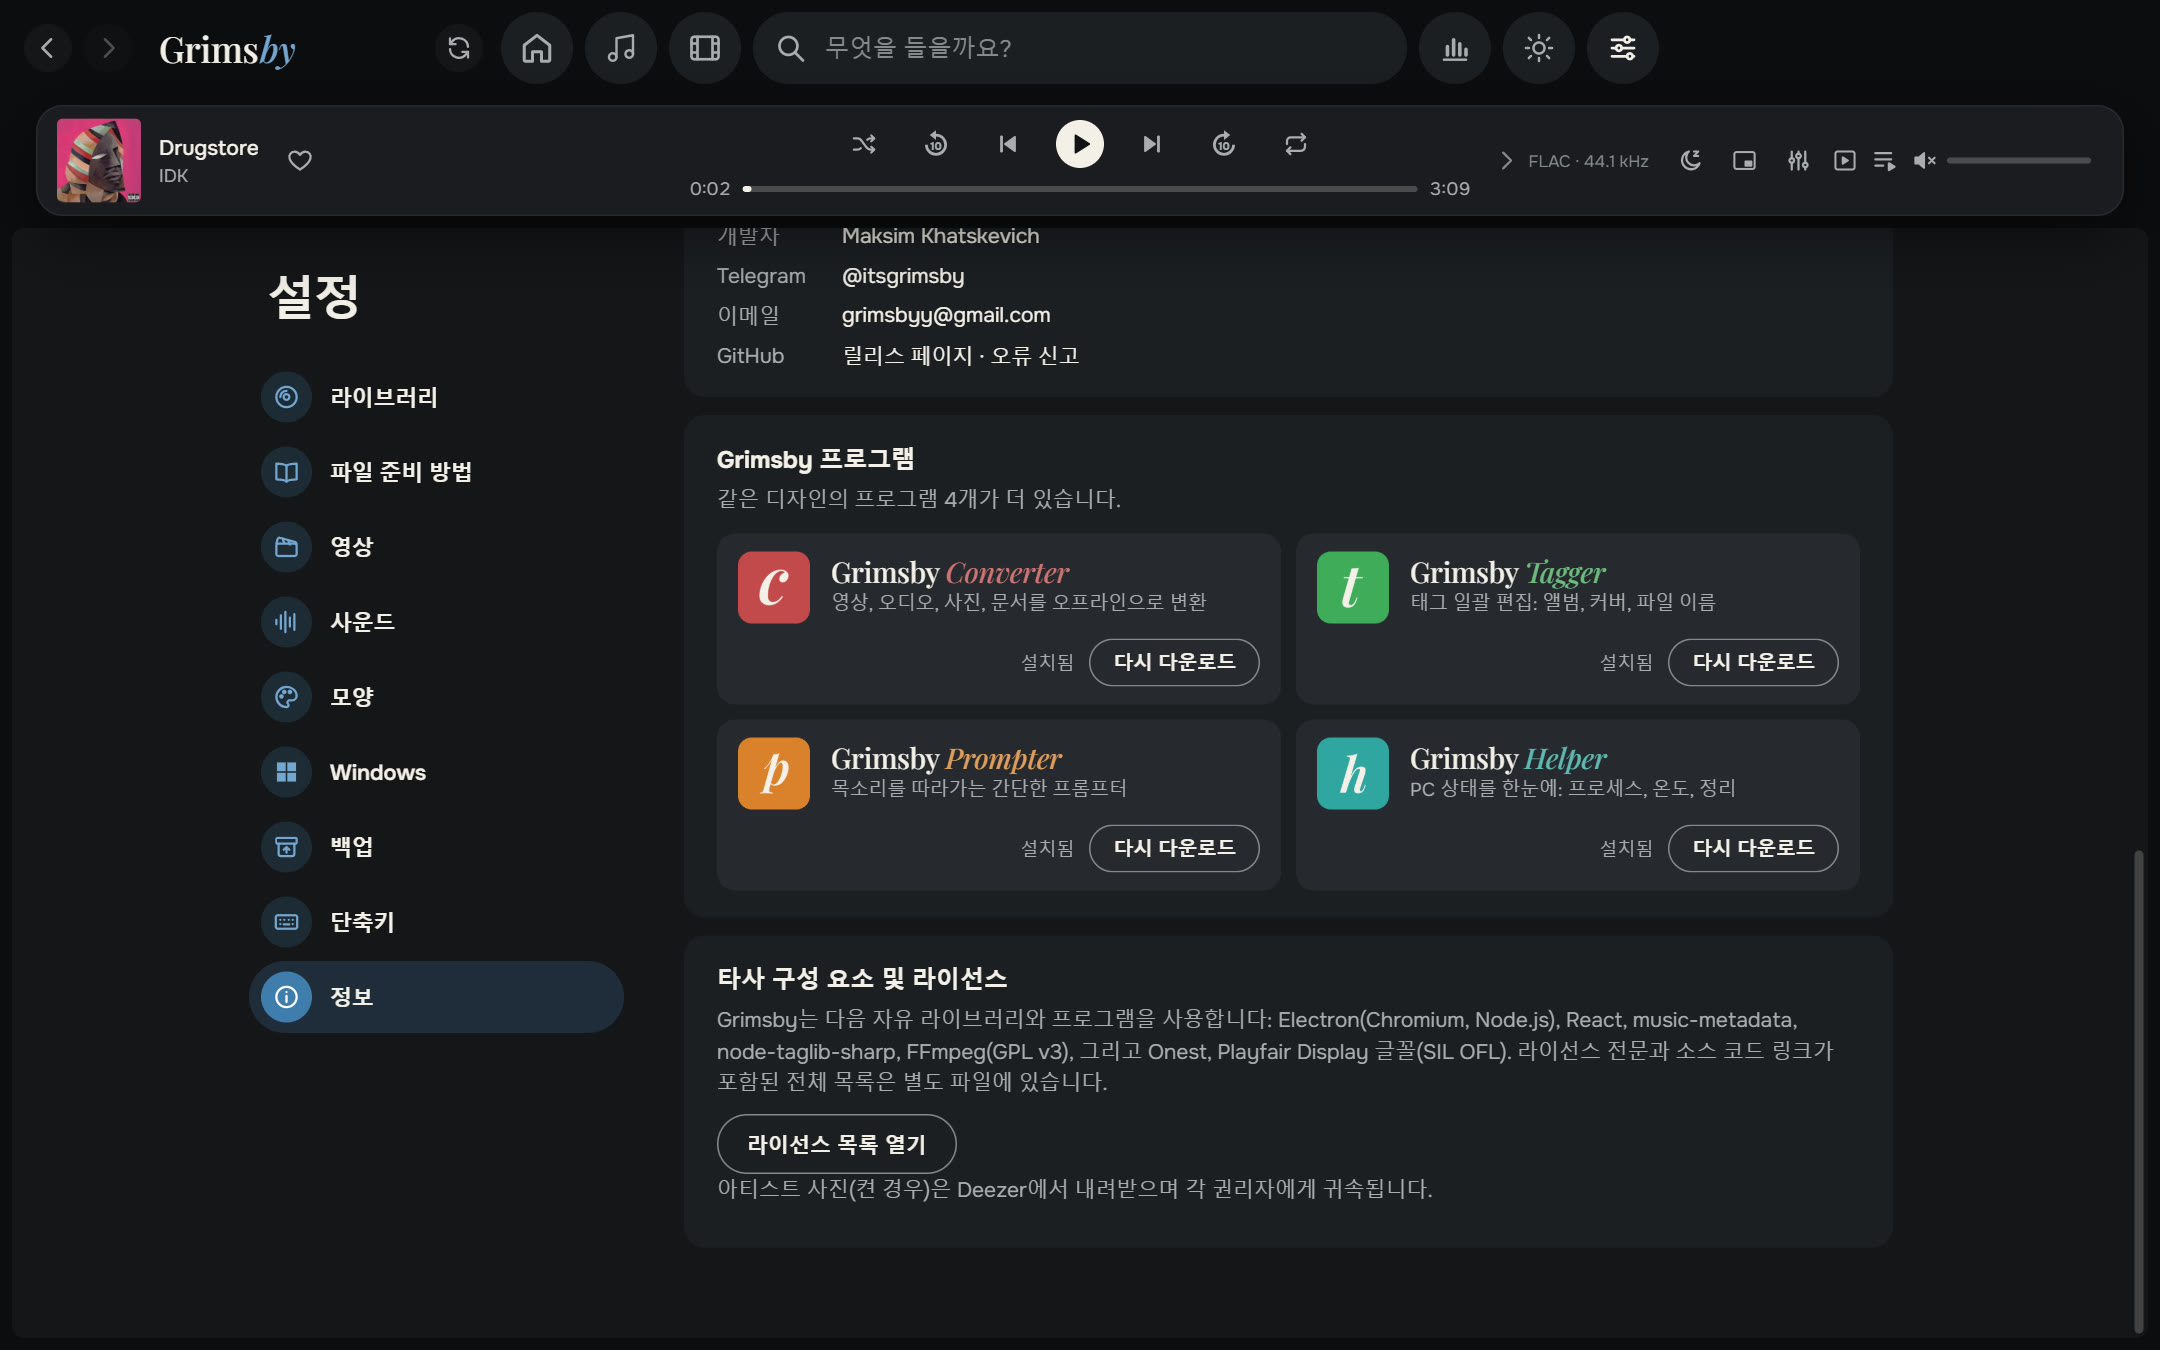 Grimsby
무엇을 들을까요?
Drugstore
IDK
10
10
0:02
3:09
FLAC · 44.1 kHz
설정
라이브러리
파일 준비 방법
영상
사운드
모양
Windows
백업
단축키
정보
개발자 Maksim Khatskevich
Telegram @itsgrimsby
이메일 grimsbyy@gmail.com
GitHub 릴리스 페이지 · 오류 신고
Grimsby 프로그램
같은 디자인의 프로그램 4개가 더 있습니다.
c
Grimsby Converter
영상, 오디오, 사진, 문서를 오프라인으로 변환
설치됨 다시 다운로드
t
Grimsby Tagger
태그 일괄 편집: 앨범, 커버, 파일 이름
설치됨 다시 다운로드
p
Grimsby Prompter
목소리를 따라가는 간단한 프롬프터
설치됨 다시 다운로드
h
Grimsby Helper
PC 상태를 한눈에: 프로세스, 온도, 정리
설치됨 다시 다운로드
타사 구성 요소 및 라이선스
Grimsby는 다음 자유 라이브러리와 프로그램을 사용합니다: Electron(Chromium, Node.js), React, music-metadata,
node-taglib-sharp, FFmpeg(GPL v3), 그리고 Onest, Playfair Display 글꼴(SIL OFL). 라이선스 전문과 소스 코드 링크가
포함된 전체 목록은 별도 파일에 있습니다.
라이선스 목록 열기
아티스트 사진(켠 경우)은 Deezer에서 내려받으며 각 권리자에게 귀속됩니다.